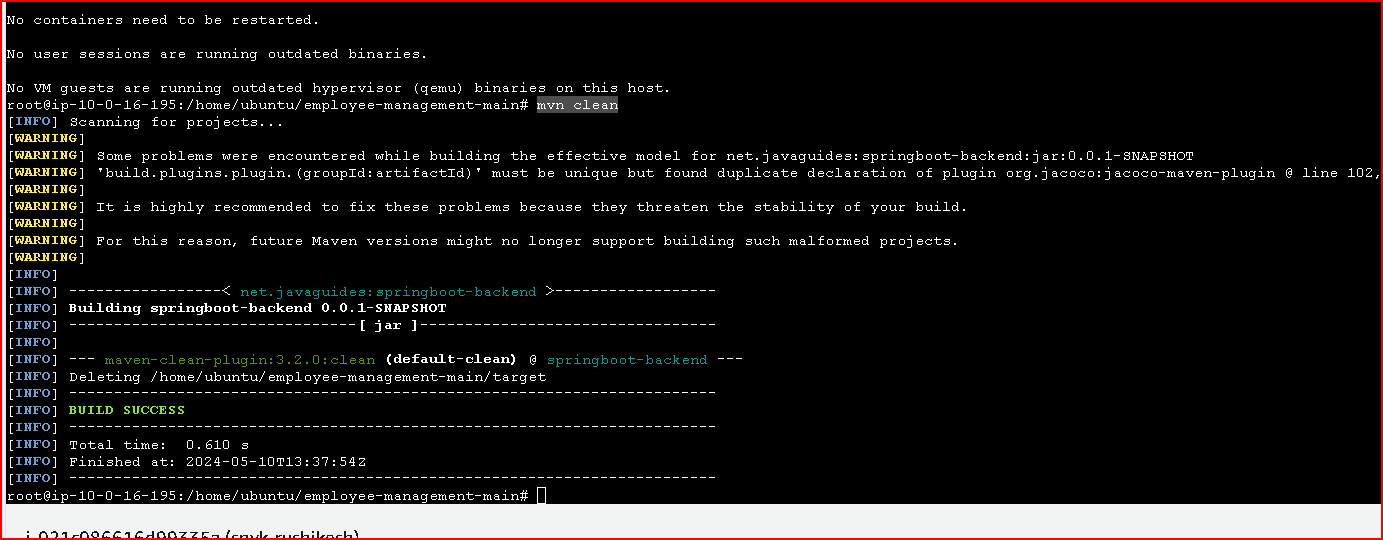 No containers need to be restarted.
No user sessions are running outdated binaries.
No VM guests are running outdated hypervisor (qemu) binaries on this host.
root@ip-10-0-16-195:/home/ubuntu/employee-management-main# mvn clean
[INFO] Scanning for projects...
[WARNING]
[WARNING] Some problems were encountered while building the effective model for net.javaguides:springboot-backend:jar:0.0.1-SNAPSHOT
[WARNING] 'build.plugins.plugin.(groupId:artifactId)' must be unique but found duplicate declaration of plugin org.jacoco:jacoco-maven-plugin @ line 102,
[WARNING]
[WARNING] It is highly recommended to fix these problems because they threaten the stability of your build.
[WARNING]
[WARNING] For this reason, future Maven versions might no longer support building such malformed projects.
[WARNING]
[INFO]
[INFO] -----------------< net.javaguides:springboot-backend >------------------
[INFO] Building springboot-backend 0.0.1-SNAPSHOT
[INFO] --------------------------------[ jar ]---------------------------------
[INFO]
[INFO] --- maven-clean-plugin:3.2.0:clean (default-clean) @ springboot-backend ---
[INFO] Deleting /home/ubuntu/employee-management-main/target
[INFO] ------------------------------------------------------------------------
[INFO] BUILD SUCCESS
[INFO] ------------------------------------------------------------------------
[INFO] Total time:  0.610 s
[INFO] Finished at: 2024-05-10T13:37:54Z
[INFO] ------------------------------------------------------------------------
root@ip-10-0-16-195:/home/ubuntu/employee-management-main#
i-021c086616d99335a (snyk-rushikesh)